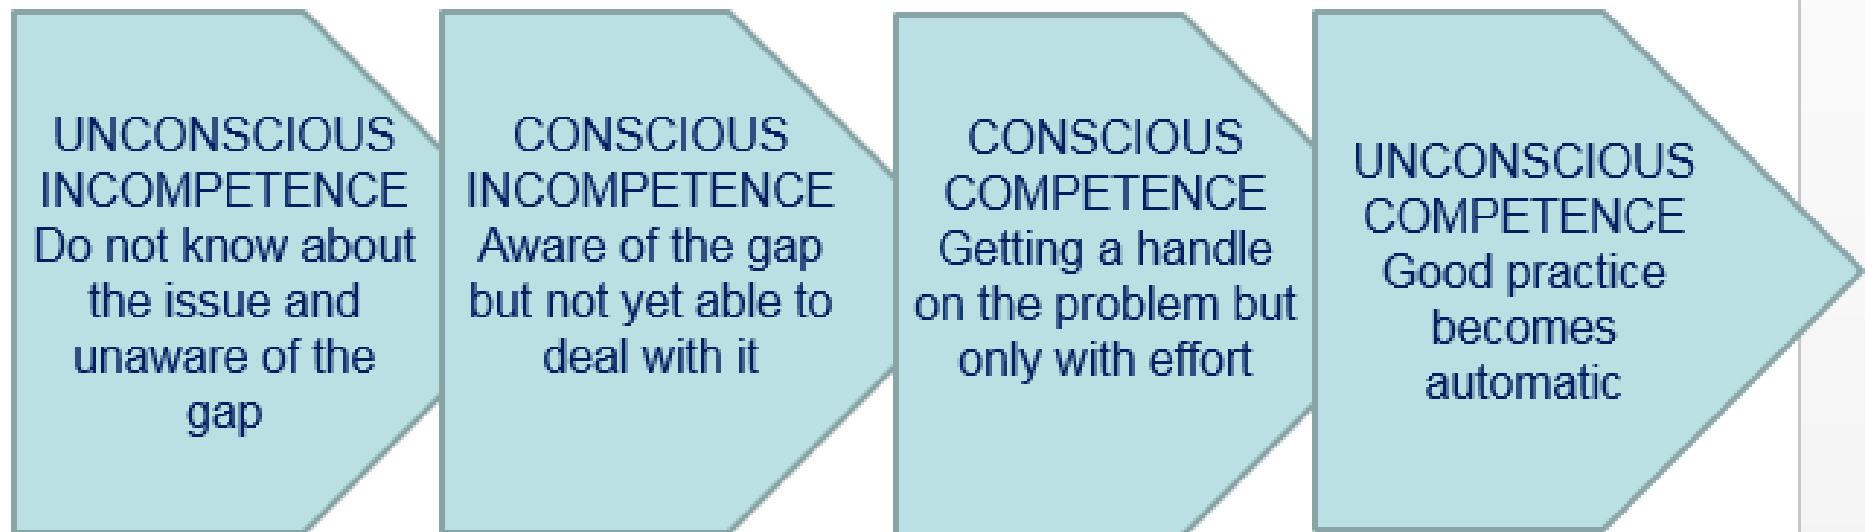 UNCONSCIOUS
INCOMPETENCE
Do not know about
the issue and
unaware of the
gap
CONSCIOUS
INCOMPETENCE
Aware of the gap
but not yet able to
deal with it
CONSCIOUS
COMPETENCE
Getting a handle
on the problem but
only with effort
UNCONSCIOUS
COMPETENCE
Good practice
becomes
automatic